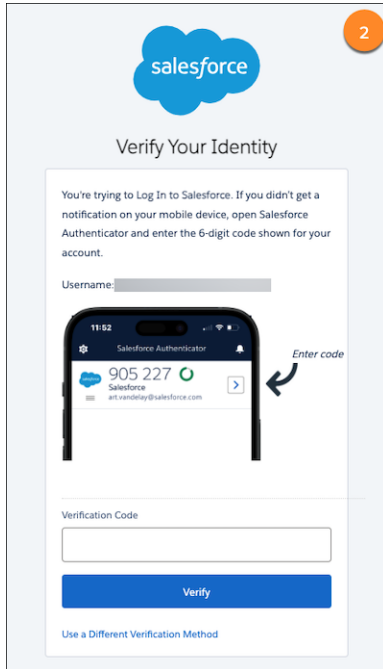 2
salesforce
Verify Your Identity
You're trying to Log In to Salesforce. If you didn't get a
notification on your mobile device, open Salesforce
Authenticator and enter the 6-digit code shown for your
account.
Username:
11:52
Salesforce Authenticator
Enter code
salesforce
905 227
Salesforce
art.vandelay@salesforce.com
Verification Code
Verify
Use a Different Verification Method